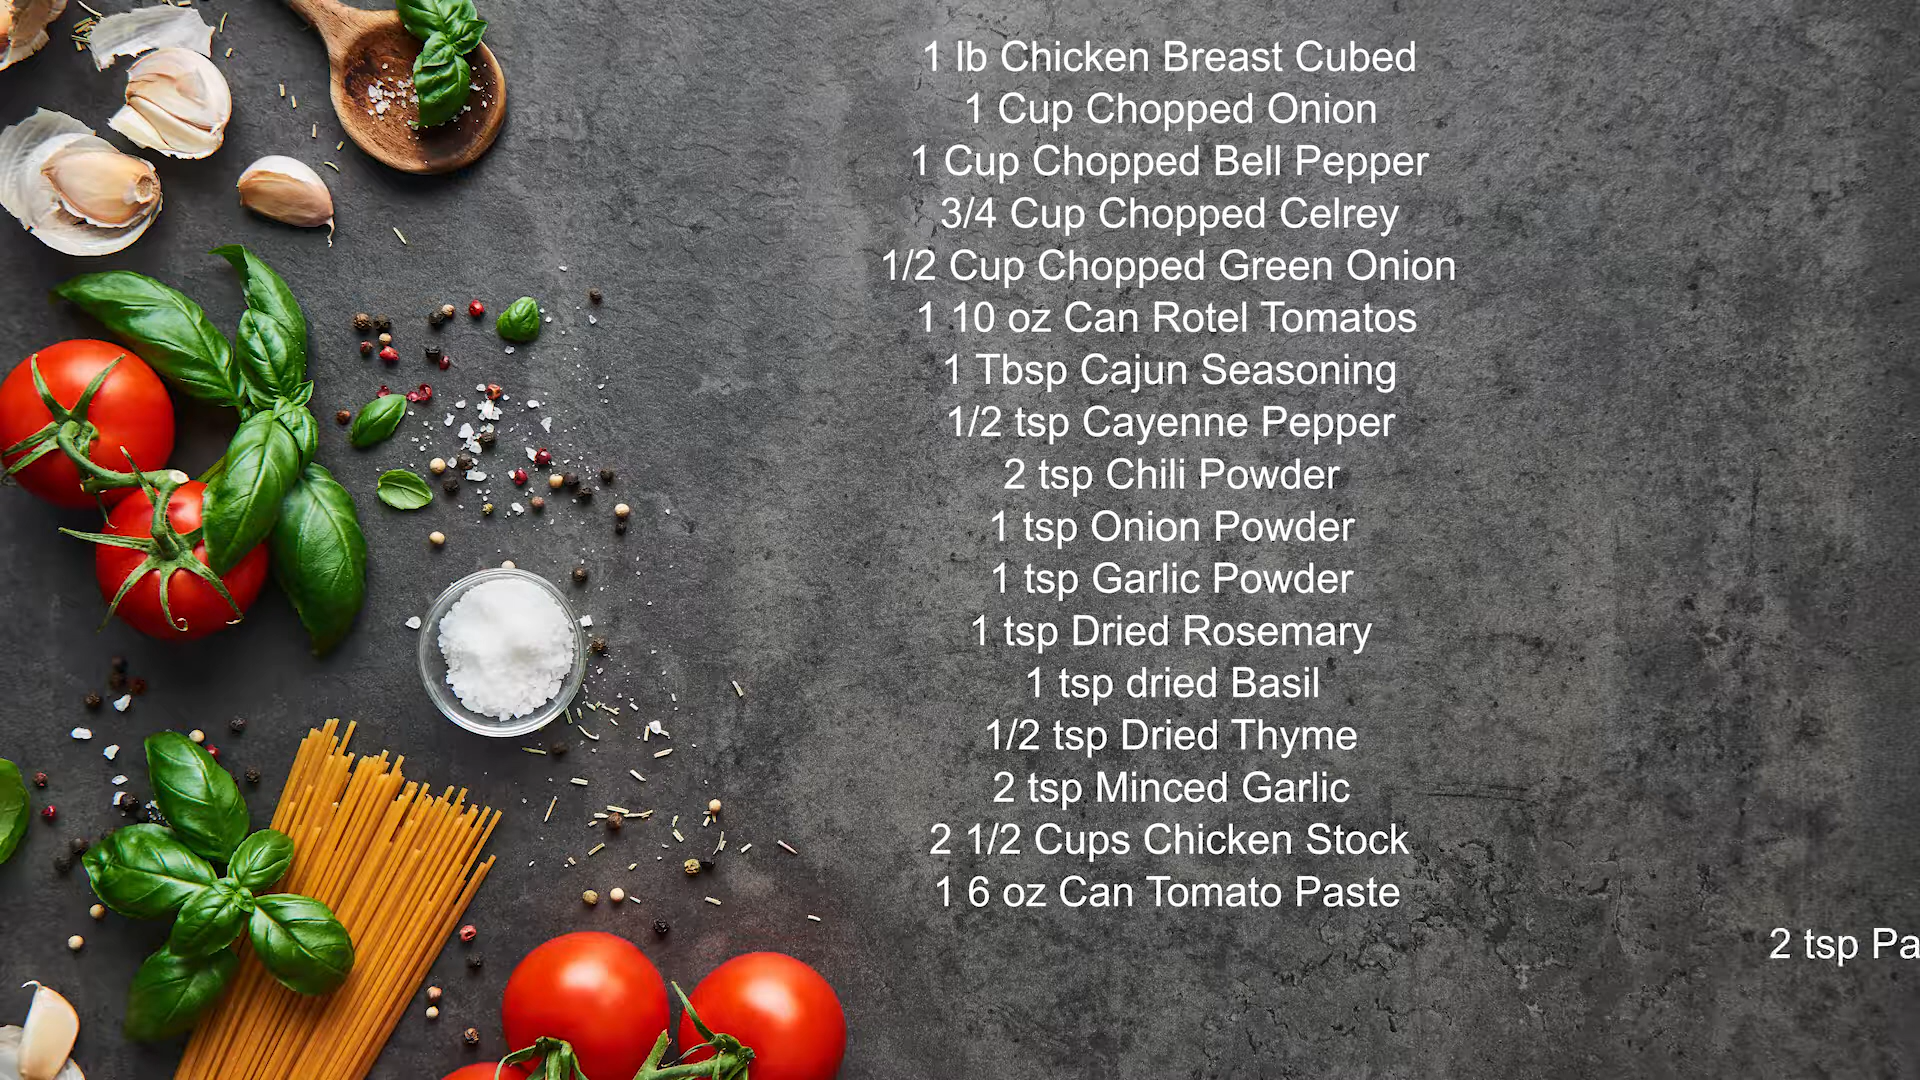 1 lb Chicken Breast Cubed
1 Cup Chopped Onion
1 Cup Chopped Bell Pepper
3/4 Cup Chopped Celrey
1/2 Cup Chopped Green Onion
1 10 oz Can Rotel Tomatos
1 Tbsp Cajun Seasoning
1/2 tsp Cayenne Pepper
2 tsp Chili Powder
1 tsp Onion Powder
1 tsp Garlic Powder
1 tsp Dried Rosemary
1 tsp dried Basil
1/2 tsp Dried Thyme
2 tsp Minced Garlic
2 1/2 Cups Chicken Stock
1 6 oz Can Tomato Paste
2 tsp Pa